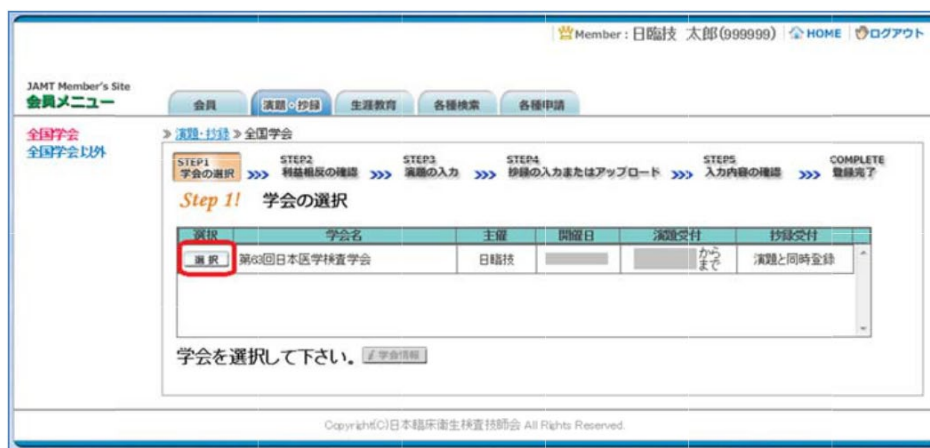 Member：日臨技 太郎(999999) HOME ログアウト
JAMT Member's Site
会員メニュー
会員 演題・抄録 生涯教育 各種検索 各種申請
全国学会
全国学会以外
≫ 演題・抄録 ≫ 全国学会
STEP1 STEP2 STEP3 STEP4 STEP5 COMPLETE
学会の選択 >>> 利益相反の確認 >>> 演題の入力 >>> 抄録の入力またはアップロード >>> 入力内容の確認 >>> 登録完了
Step 1! 学会の選択
選択 学会名 主催 開催日 演題受付 抄録受付
選択 第63回日本医学検査学会 日臨技 から 演題と同時登録
まで
学会を選択して下さい。 i 学会情報
Copyright(C)日本臨床衛生検査技師会 All Rights Reserved.